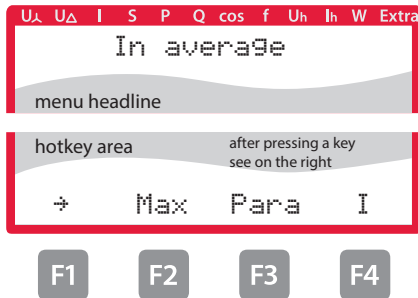 U⅄ U△ I S P Q cos f Uh Ih W Extra
In average
menu headline
hotkey area
after pressing a key
see on the right
→ Max Para I
F1 F2 F3 F4